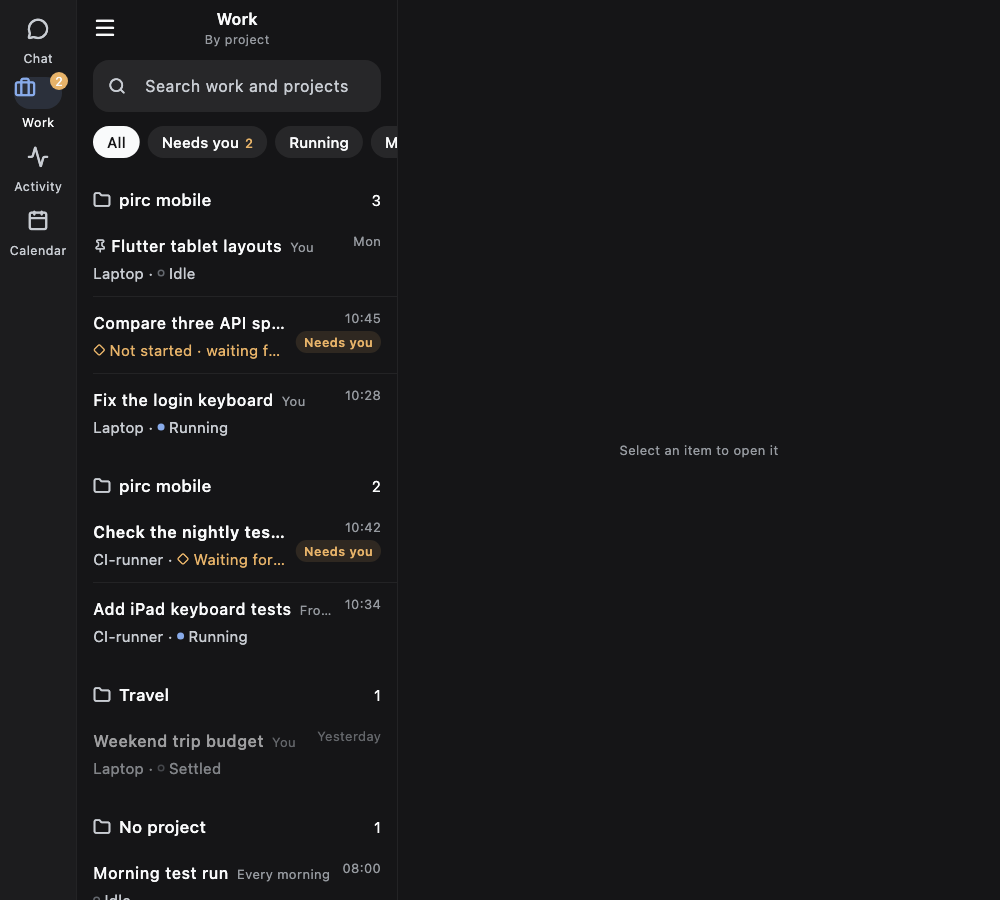 Chat
2
Work
Activity
Calendar
Work
By project
Search work and projects
All
Needs you 2
Running
M
pirc mobile 3
Flutter tablet layouts You Mon
Laptop · Idle
Compare three API sp... 10:45
Not started · waiting f... Needs you
Fix the login keyboard You 10:28
Laptop · Running
pirc mobile 2
Check the nightly tes... 10:42
CI-runner · Waiting for... Needs you
Add iPad keyboard tests Fro... 10:34
CI-runner · Running
Travel 1
Weekend trip budget You Yesterday
Laptop · Settled
No project 1
Morning test run Every morning 08:00
Idle
Select an item to open it